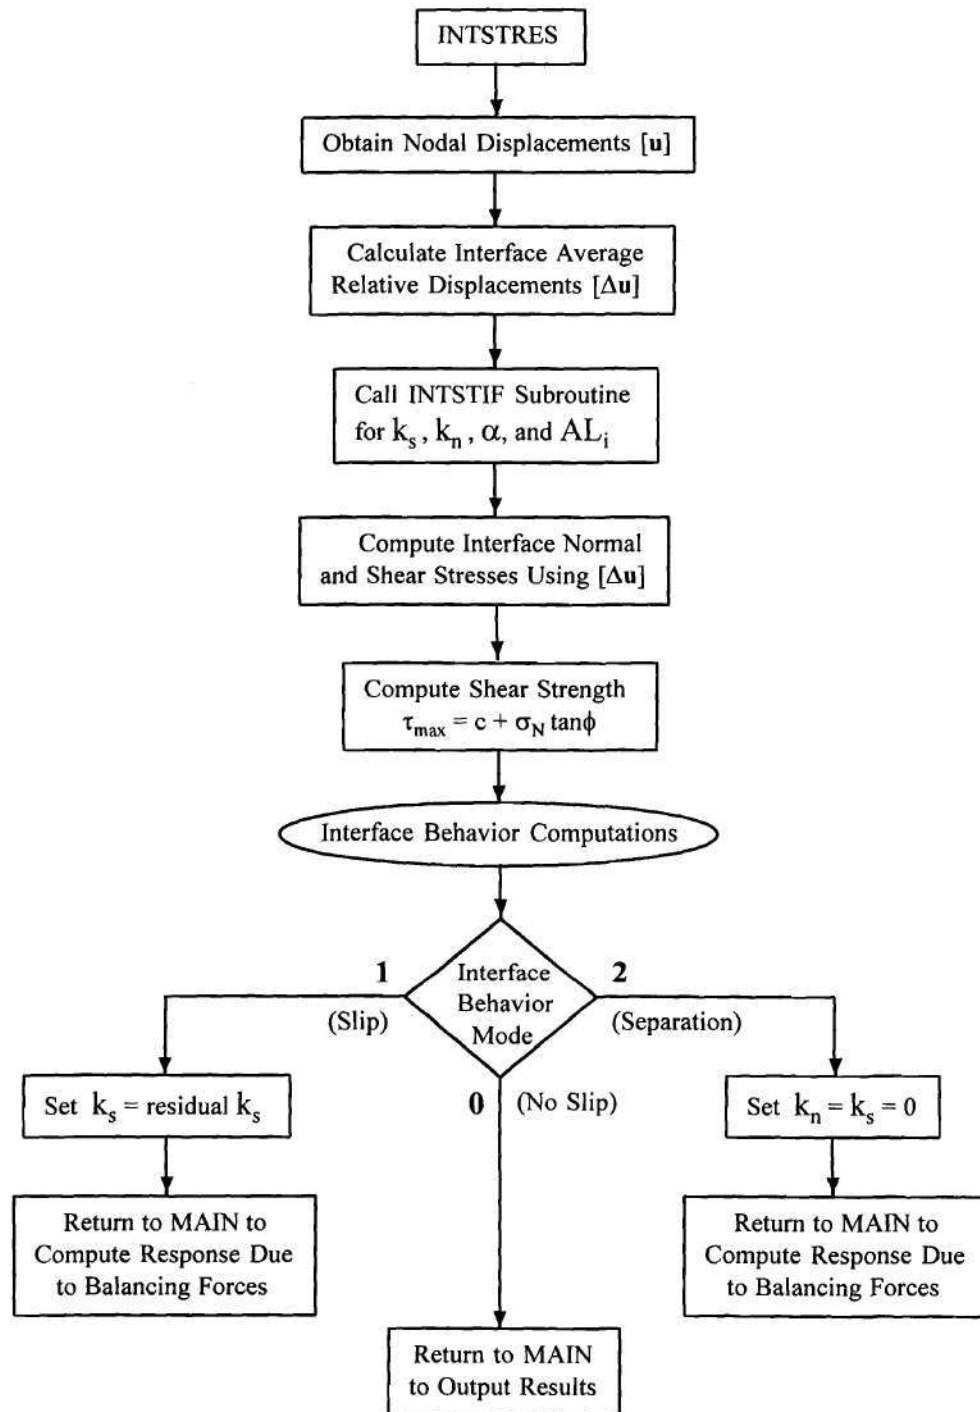 INTSTRES
Obtain Nodal Displacements [u]
Calculate Interface Average
Relative Displacements [Δu]
Call INTSTIF Subroutine
for kₛ, kₙ, α, and ALᵢ
Compute Interface Normal
and Shear Stresses Using [Δu]
Compute Shear Strength
τmax = c + σN tanϕ
Interface Behavior Computations
Interface
Behavior
Mode
1
(Slip)
2
(Separation)
0 (No Slip)
Set kₛ = residual kₛ
Set kₙ = kₛ = 0
Return to MAIN to
Compute Response Due
to Balancing Forces
Return to MAIN to
Compute Response Due
to Balancing Forces
Return to MAIN
to Output Results